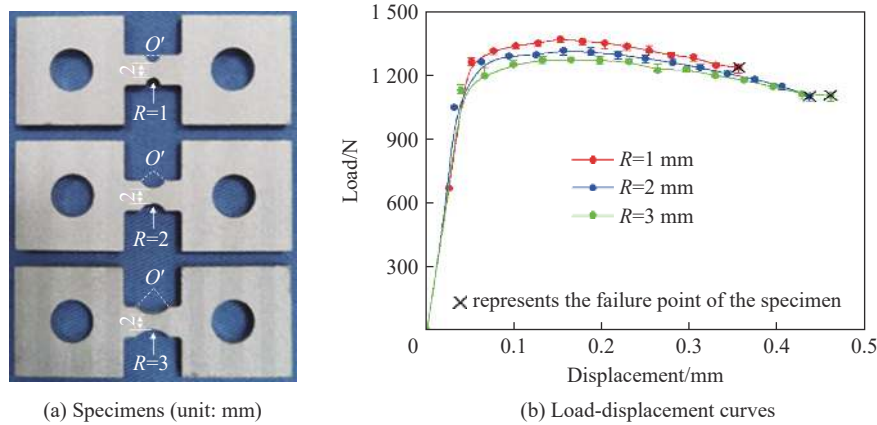 O'
2
R=1
O'
2
R=2
O'
2
R=3
(a) Specimens (unit: mm)
1 500
1 200
900
600
300
0
Load/N
R=1 mm
R=2 mm
R=3 mm
× represents the failure point of the specimen
0.1
0.2
0.3
0.4
0.5
Displacement/mm
(b) Load-displacement curves